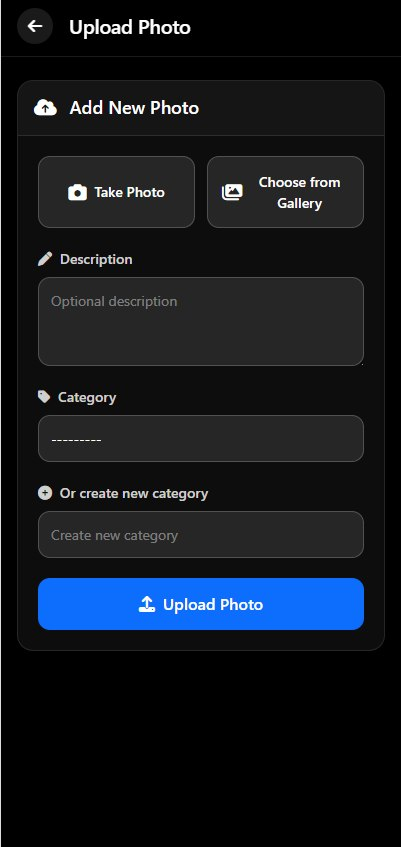 Upload Photo
Add New Photo
Take Photo
Choose from
Gallery
Description
Optional description
Category
---------
Or create new category
Create new category
Upload Photo